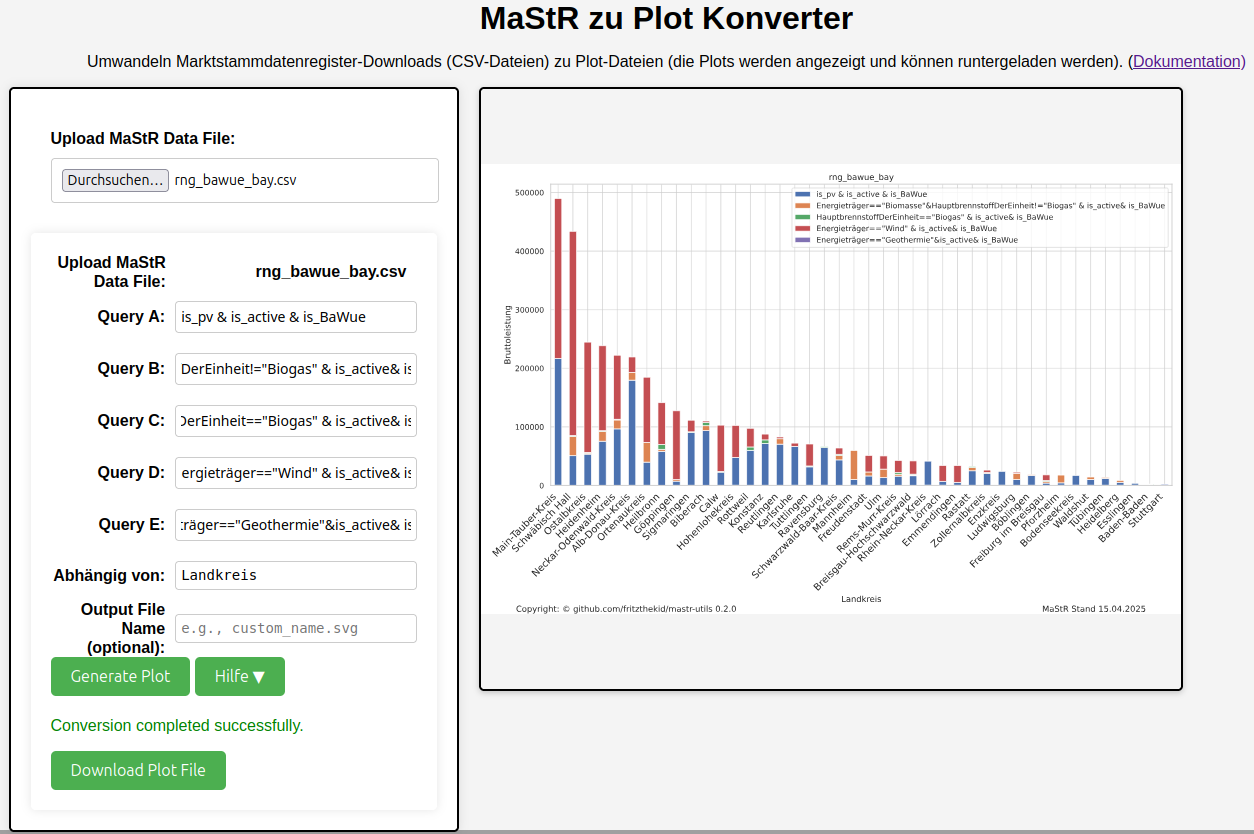 MaStR zu Plot Konverter
Umwandeln Marktstammdatenregister-Downloads (CSV-Dateien) zu Plot-Dateien (die Plots werden angezeigt und können runtergeladen werden). (Dokumentation)
Upload MaStR Data File:
Durchsuchen... rng_bawue_bay.csv
Upload MaStR
Data File:
rng_bawue_bay.csv
Query A: is_pv & is_active & is_BaWue
Query B: DerEinheit!="Biogas" & is_active& is
Query C: DerEinheit=="Biogas" & is_active& is
Query D: ergieträger=="Wind" & is_active& is
Query E: träger=="Geothermie"&is_active& is
Abhängig von: Landkreis
Output File
Name
(optional):
e.g., custom_name.svg
Generate Plot
Hilfe ▼
Conversion completed successfully.
Download Plot File
rng_bawue_bay
is_pv & is_active & is_BaWue
Energieträger=="Biomasse"&HauptbrennstoffDerEinheit!="Biogas" & is_active& is_BaWue
HauptbrennstoffDerEinheit=="Biogas" & is_active& is_BaWue
Energieträger=="Wind" & is_active& is_BaWue
Energieträger=="Geothermie"&is_active& is_BaWue
500000
400000
300000
200000
100000
0
Bruttoleistung
Main-Tauber-Kreis
Schwäbisch Hall
Ostalbkreis
Heidenheim
Neckar-Odenwald-Kreis
Alb-Donau-Kreis
Ortenaukreis
Heilbronn
Göppingen
Sigmaringen
Biberach
Calw
Hohenlohekreis
Rottweil
Konstanz
Reutlingen
Karlsruhe
Tuttlingen
Ravensburg
Schwarzwald-Baar-Kreis
Mannheim
Freudenstadt
Ulm
Rems-Murr-Kreis
Breisgau-Hochschwarzwald
Rhein-Neckar-Kreis
Lörrach
Emmendingen
Rastatt
Zollernalbkreis
Enzkreis
Ludwigsburg
Böblingen
Freiburg im Breisgau
Pforzheim
Bodenseekreis
Waldshut
Tübingen
Heidelberg
Esslingen
Baden-Baden
Stuttgart
Landkreis
Copyright: © github.com/fritzthekid/mastr-utils 0.2.0
MaStR Stand 15.04.2025